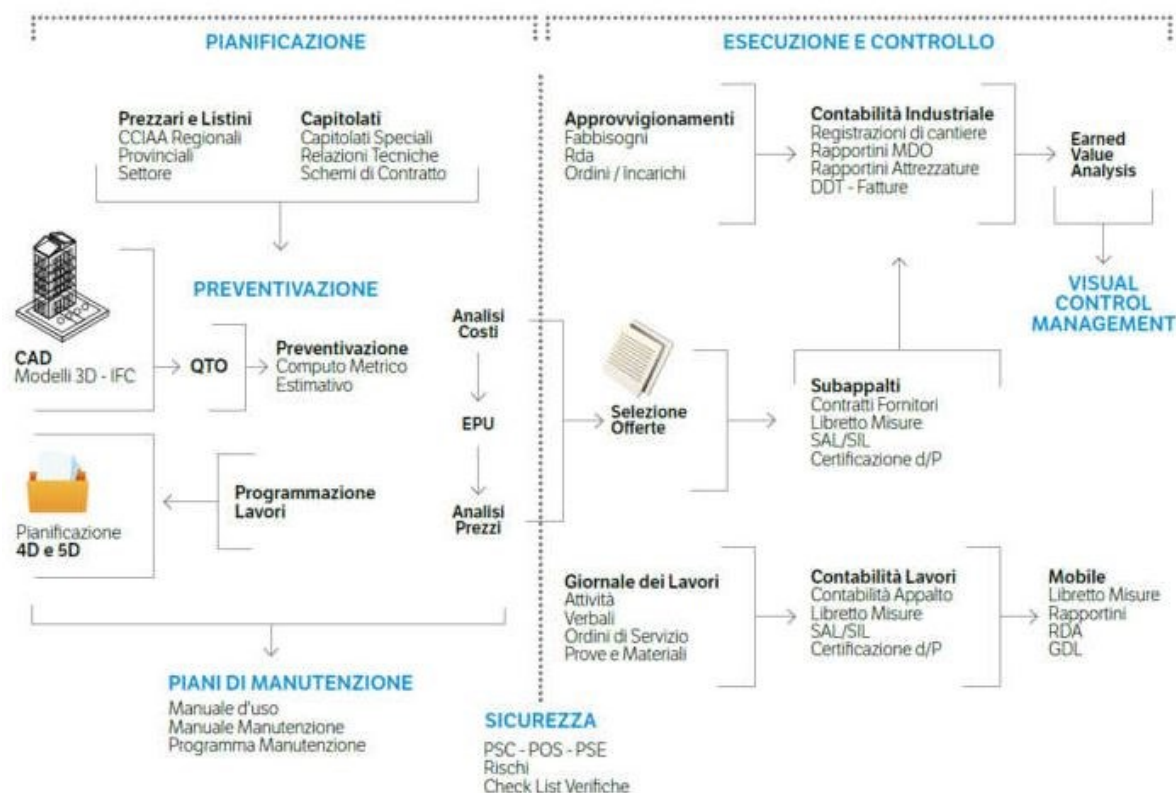 PIANIFICAZIONE
ESECUZIONE E CONTROLLO
Prezzari e Listini
CCIAA Regionali
Provinciali
Settore
Capitolati
Capitolati Speciali
Relazioni Tecniche
Schemi di Contratto
Approvvigionamenti
Fabbisogni
Rda
Ordini / Incarichi
Contabilità Industriale
Registrazioni di cantiere
Rapportini MDO
Rapportini Attrezzature
DDT - Fatture
Earned
Value
Analysis
VISUAL
CONTROL
MANAGEMENT
PREVENTIVAZIONE
CAD
Modelli 3D - IFC
QTO
Preventivazione
Computo Metrico
Estimativo
Analisi
Costi
EPU
Analisi
Prezzi
Selezione
Offerte
Subappalti
Contratti Fornitori
Libretto Misure
SAL/SIL
Certificazione d/P
Pianificazione
4D e 5D
Programmazione
Lavori
Giornale dei Lavori
Attività
Verbali
Ordini di Servizio
Prove e Materiali
Contabilità Lavori
Contabilità Appalto
Libretto Misure
SAL/SIL
Certificazione d/P
Mobile
Libretto Misure
Rapportini
RDA
GDL
PIANI DI MANUTENZIONE
Manuale d'uso
Manuale Manutenzione
Programma Manutenzione
SICUREZZA
PSC - POS - PSE
Rischi
Check List Verifiche